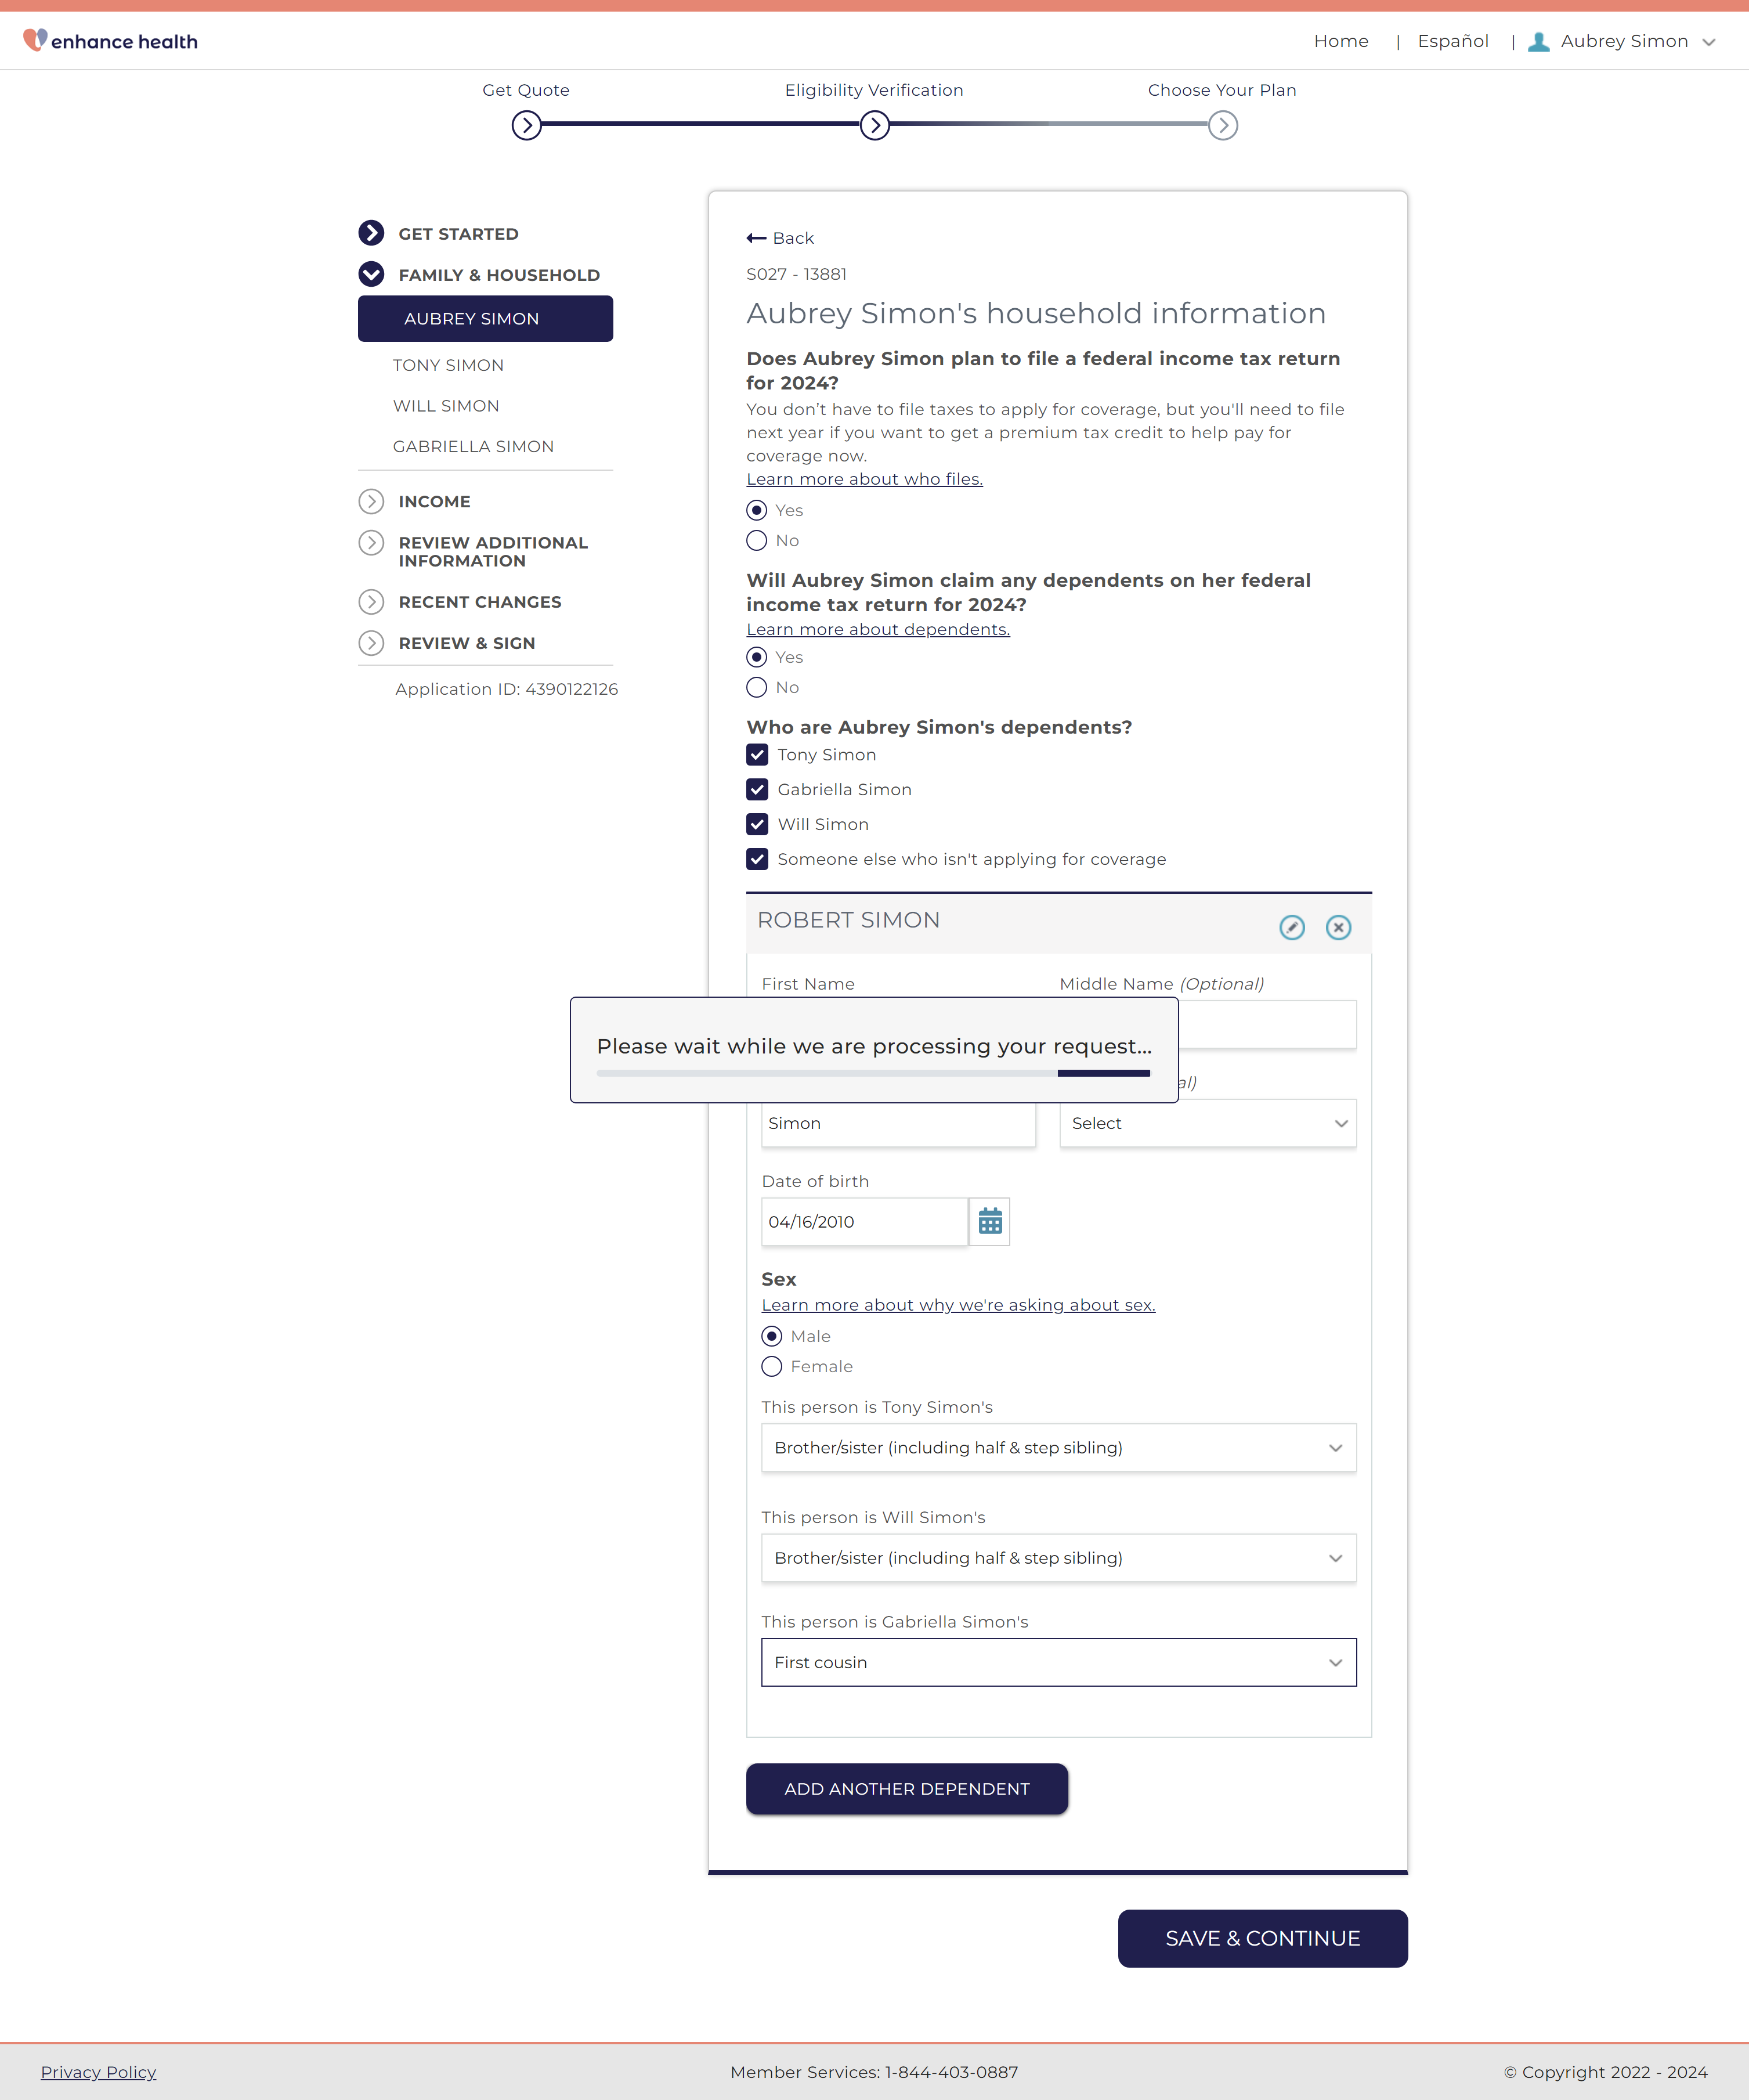 enhance health
Home | Español | Aubrey Simon
Get Quote
Eligibility Verification
Choose Your Plan
GET STARTED
FAMILY & HOUSEHOLD
AUBREY SIMON
TONY SIMON
WILL SIMON
GABRIELLA SIMON
INCOME
REVIEW ADDITIONAL
INFORMATION
RECENT CHANGES
REVIEW & SIGN
Application ID: 4390122126
Back
S027 - 13881
Aubrey Simon's household information
Does Aubrey Simon plan to file a federal income tax return
for 2024?
You don’t have to file taxes to apply for coverage, but you'll need to file
next year if you want to get a premium tax credit to help pay for
coverage now.
Learn more about who files.
Yes
No
Will Aubrey Simon claim any dependents on her federal
income tax return for 2024?
Learn more about dependents.
Yes
No
Who are Aubrey Simon's dependents?
Tony Simon
Gabriella Simon
Will Simon
Someone else who isn't applying for coverage
ROBERT SIMON
First Name
Middle Name (Optional)
Please wait while we are processing your request...
al)
Simon
Select
Date of birth
04/16/2010
Sex
Learn more about why we're asking about sex.
Male
Female
This person is Tony Simon's
Brother/sister (including half & step sibling)
This person is Will Simon's
Brother/sister (including half & step sibling)
This person is Gabriella Simon's
First cousin
ADD ANOTHER DEPENDENT
SAVE & CONTINUE
Privacy Policy
Member Services: 1-844-403-0887
© Copyright 2022 - 2024